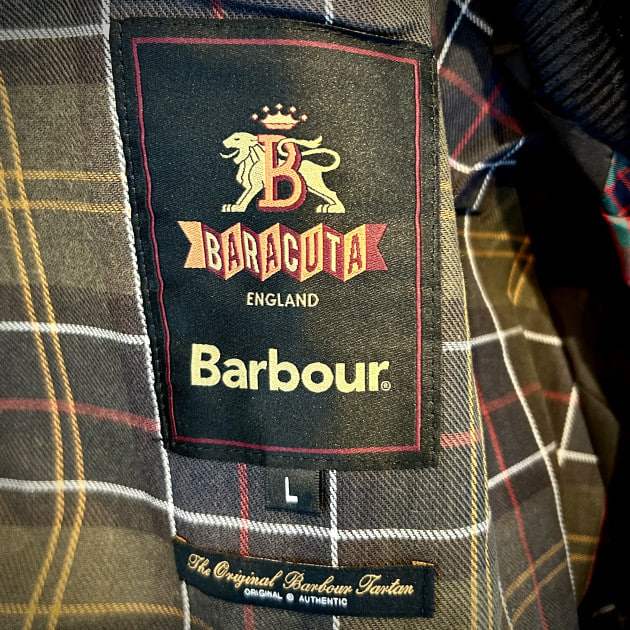 B
BARACUTA
ENGLAND
Barbour®
L
The Original Barbour Tartan
ORIGINAL @ AUTHENTIC